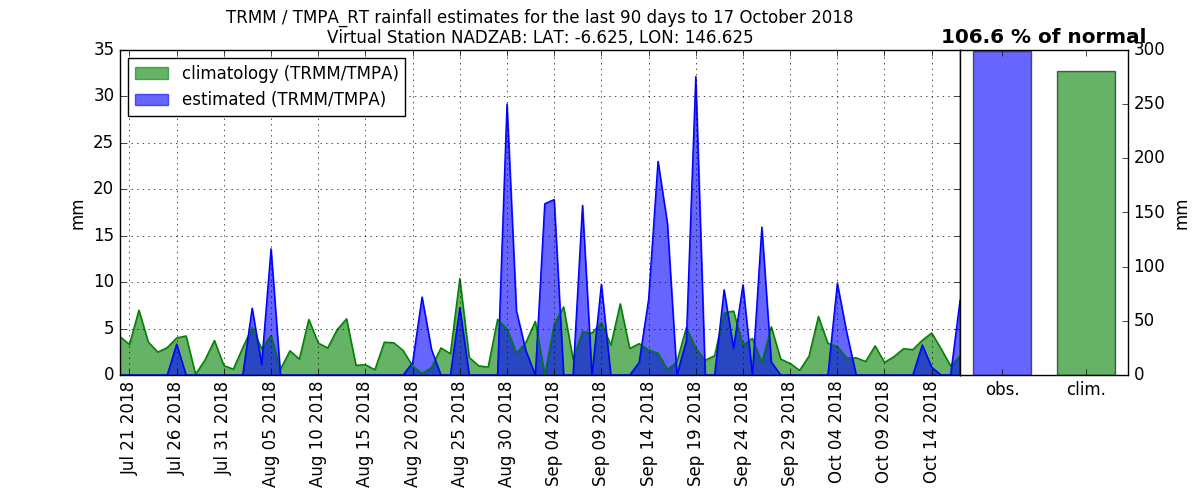 TRMM / TMPA_RT rainfall estimates for the last 90 days to 17 October 2018
Virtual Station NADZAB: LAT: -6.625, LON: 146.625
106.6 % of normal
climatology (TRMM/TMPA)
estimated (TRMM/TMPA)
35
30
25
20
15
10
5
0
mm
Jul 21 2018
Jul 26 2018
Jul 31 2018
Aug 05 2018
Aug 10 2018
Aug 15 2018
Aug 20 2018
Aug 25 2018
Aug 30 2018
Sep 04 2018
Sep 09 2018
Sep 14 2018
Sep 19 2018
Sep 24 2018
Sep 29 2018
Oct 04 2018
Oct 09 2018
Oct 14 2018
obs.
clim.
300
250
200
150
100
50
0
mm